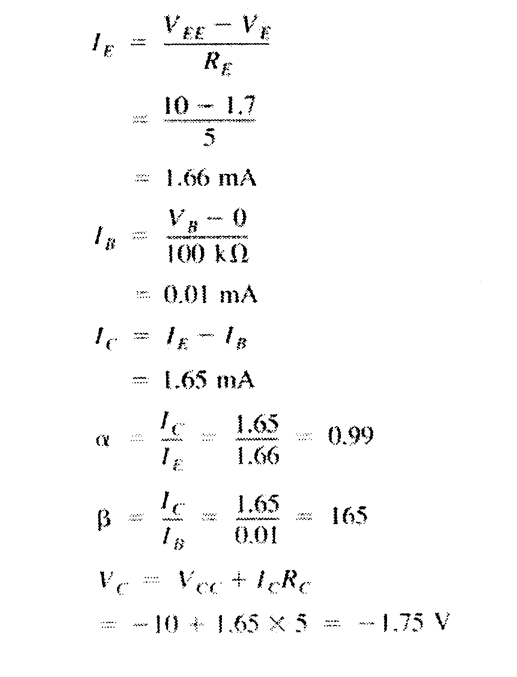 I_E = (V_EE − V_E) / R_E
= (10 − 1.7) / 5
= 1.66 mA
I_B = (V_B − 0) / 100 kΩ
= 0.01 mA
I_C = I_E − I_B
= 1.65 mA
α = I_C / I_E = 1.65 / 1.66 = 0.99
β = I_C / I_B = 1.65 / 0.01 = 165
V_C = V_CC + I_C R_C
= −10 + 1.65 × 5 = −1.75 V